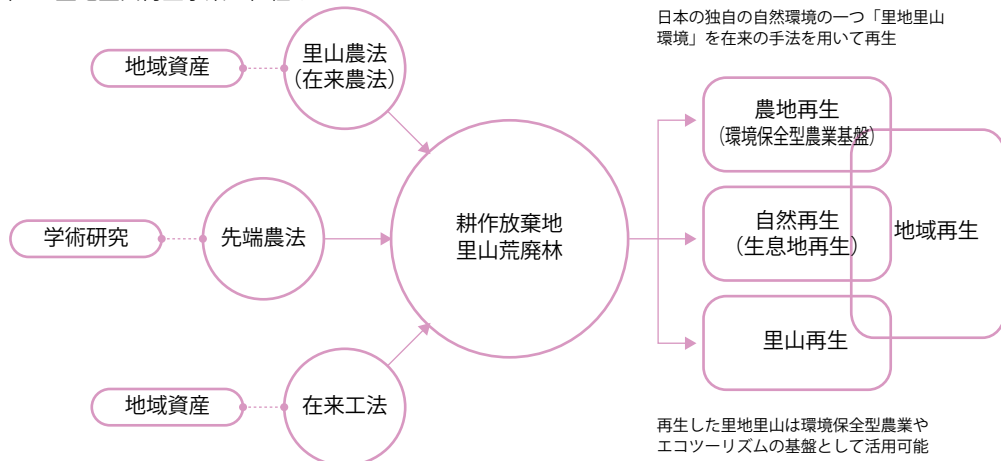 日本の独自の自然環境の一つ「里地里山
環境」を在来の手法を用いて再生
地域資産
里山農法
（在来農法）
学術研究
先端農法
地域資産
在来工法
耕作放棄地
里山荒廃林
農地再生
（環境保全型農業基盤）
自然再生
（生息地再生）
里山再生
地域再生
再生した里地里山は環境保全型農業や
エコツーリズムの基盤として活用可能